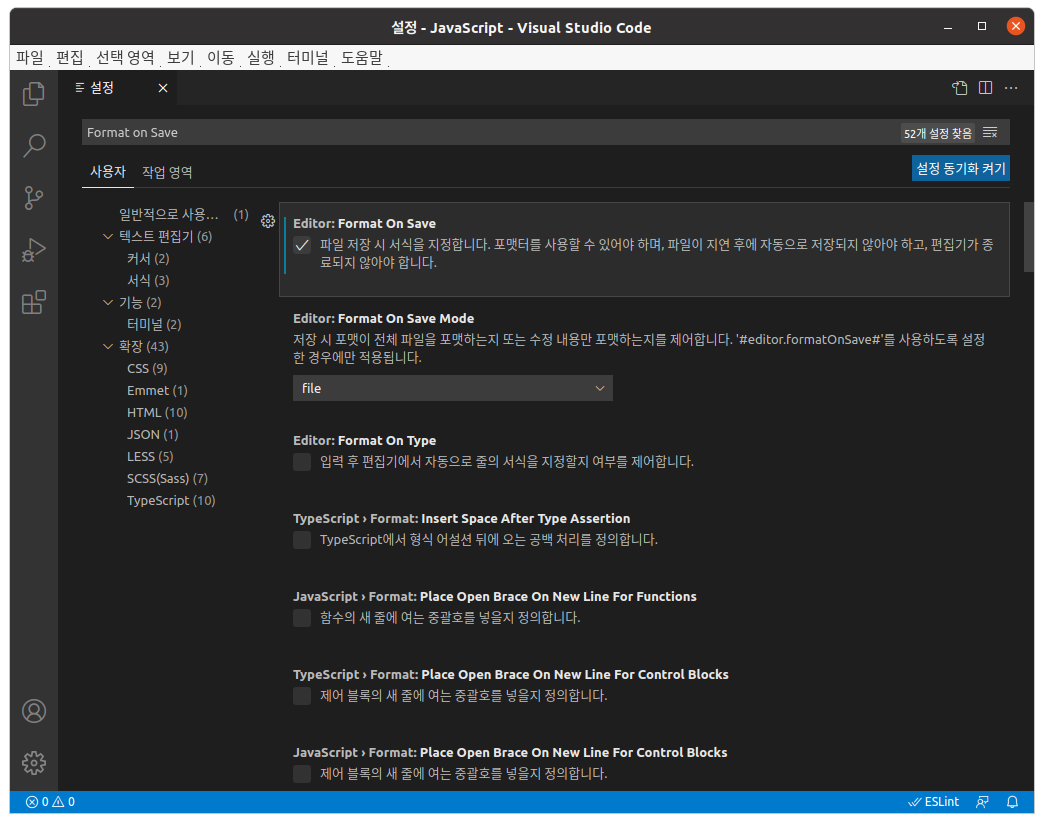 설정 - JavaScript - Visual Studio Code
파일 편집 선택 영역 보기 이동 실행 터미널 도움말
설정
Format on Save
52개 설정 찾음
사용자 작업 영역
설정 동기화 켜기
일반적으로 사용... (1)
텍스트 편집기 (6)
커서 (2)
서식 (3)
기능 (2)
터미널 (2)
확장 (43)
CSS (9)
Emmet (1)
HTML (10)
JSON (1)
LESS (5)
SCSS(Sass) (7)
TypeScript (10)
Editor: Format On Save
파일 저장 시 서식을 지정합니다. 포맷터를 사용할 수 있어야 하며, 파일이 지연 후에 자동으로 저장되지 않아야 하고, 편집기가 종
료되지 않아야 합니다.
Editor: Format On Save Mode
저장 시 포맷이 전체 파일을 포맷하는지 또는 수정 내용만 포맷하는지를 제어합니다. '#editor.formatOnSave#'를 사용하도록 설정
한 경우에만 적용됩니다.
file
Editor: Format On Type
입력 후 편집기에서 자동으로 줄의 서식을 지정할지 여부를 제어합니다.
TypeScript › Format: Insert Space After Type Assertion
TypeScript에서 형식 어설션 뒤에 오는 공백 처리를 정의합니다.
JavaScript › Format: Place Open Brace On New Line For Functions
함수의 새 줄에 여는 중괄호를 넣을지 정의합니다.
TypeScript › Format: Place Open Brace On New Line For Control Blocks
제어 블록의 새 줄에 여는 중괄호를 넣을지 정의합니다.
JavaScript › Format: Place Open Brace On New Line For Control Blocks
제어 블록의 새 줄에 여는 중괄호를 넣을지 정의합니다.
0 0
ESLint